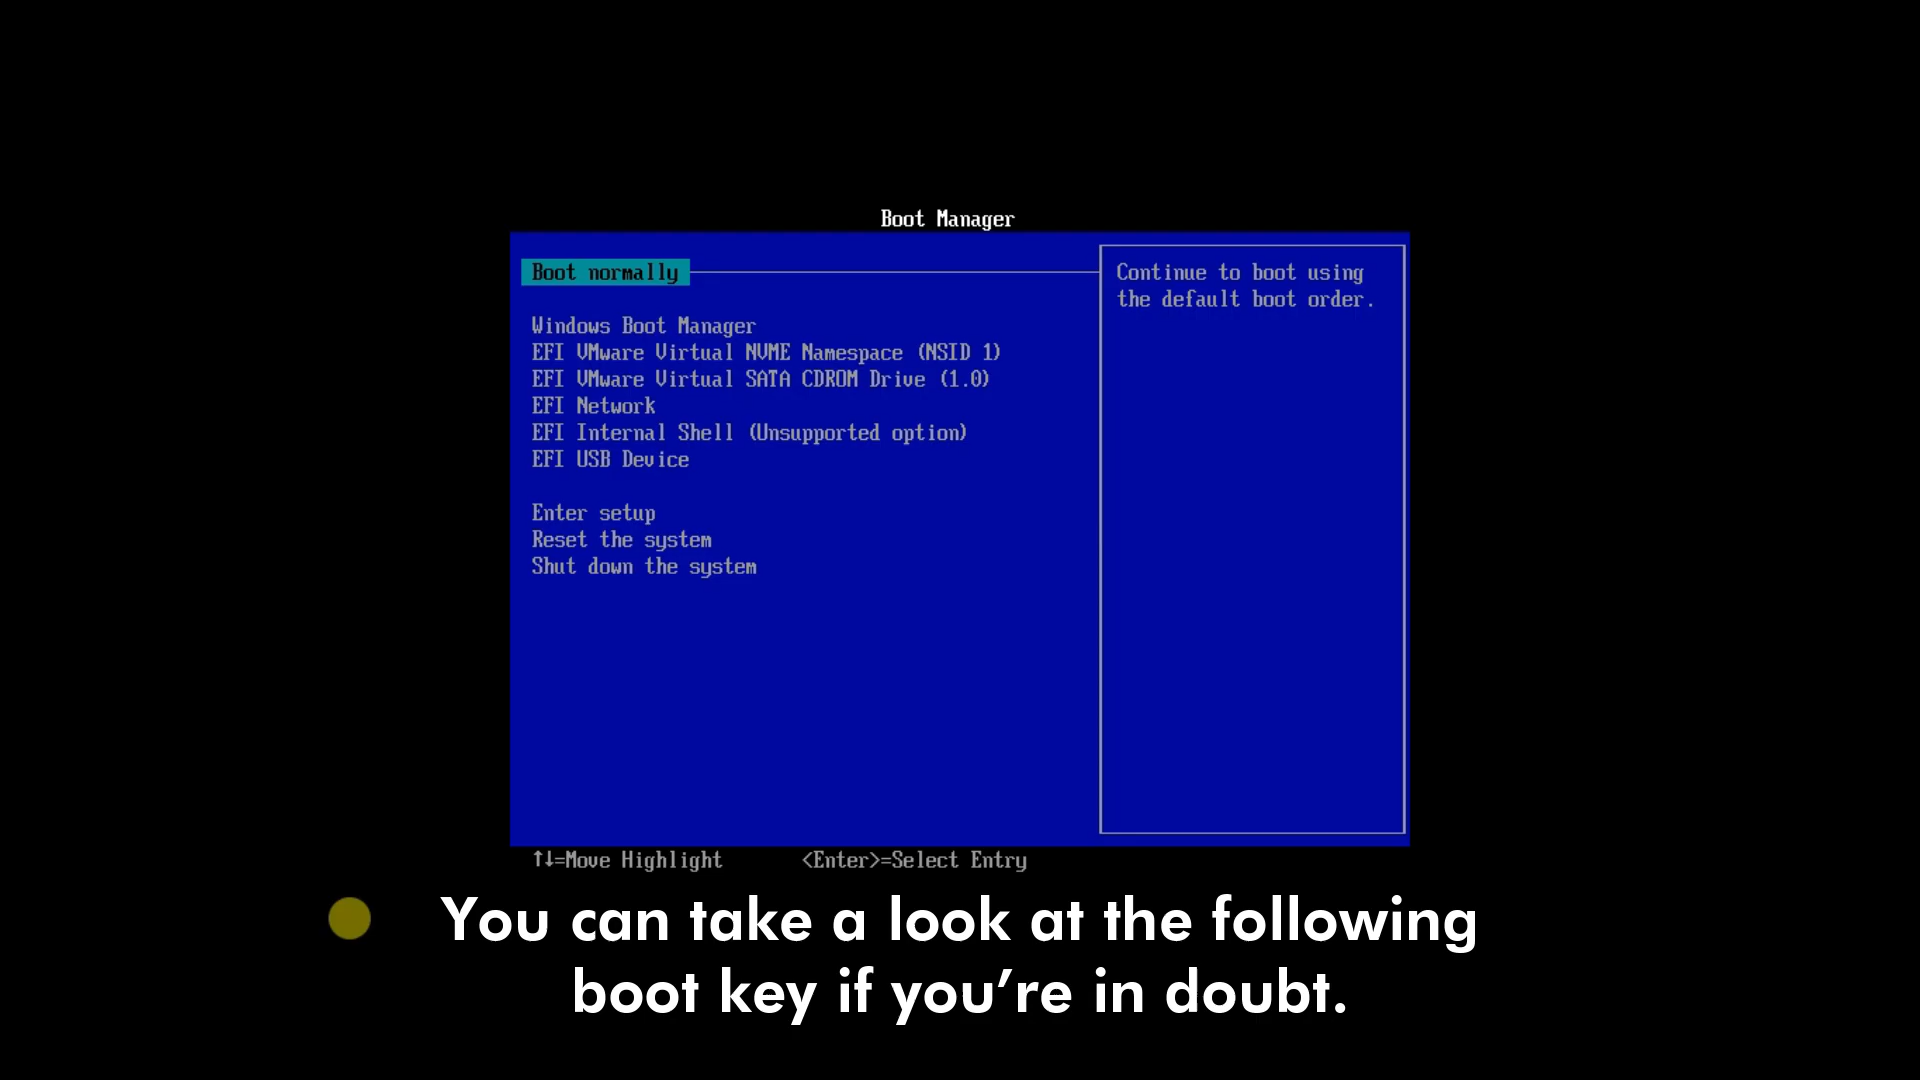 Boot Manager
Boot normally
Continue to boot using
the default boot order.
Windows Boot Manager
EFI VMware Virtual NVME Namespace (NSID 1)
EFI VMware Virtual SATA CDROM Drive (1.0)
EFI Network
EFI Internal Shell (Unsupported option)
EFI USB Device
Enter setup
Reset the system
Shut down the system
↑↓=Move Highlight <Enter>=Select Entry
You can take a look at the following
boot key if you’re in doubt.